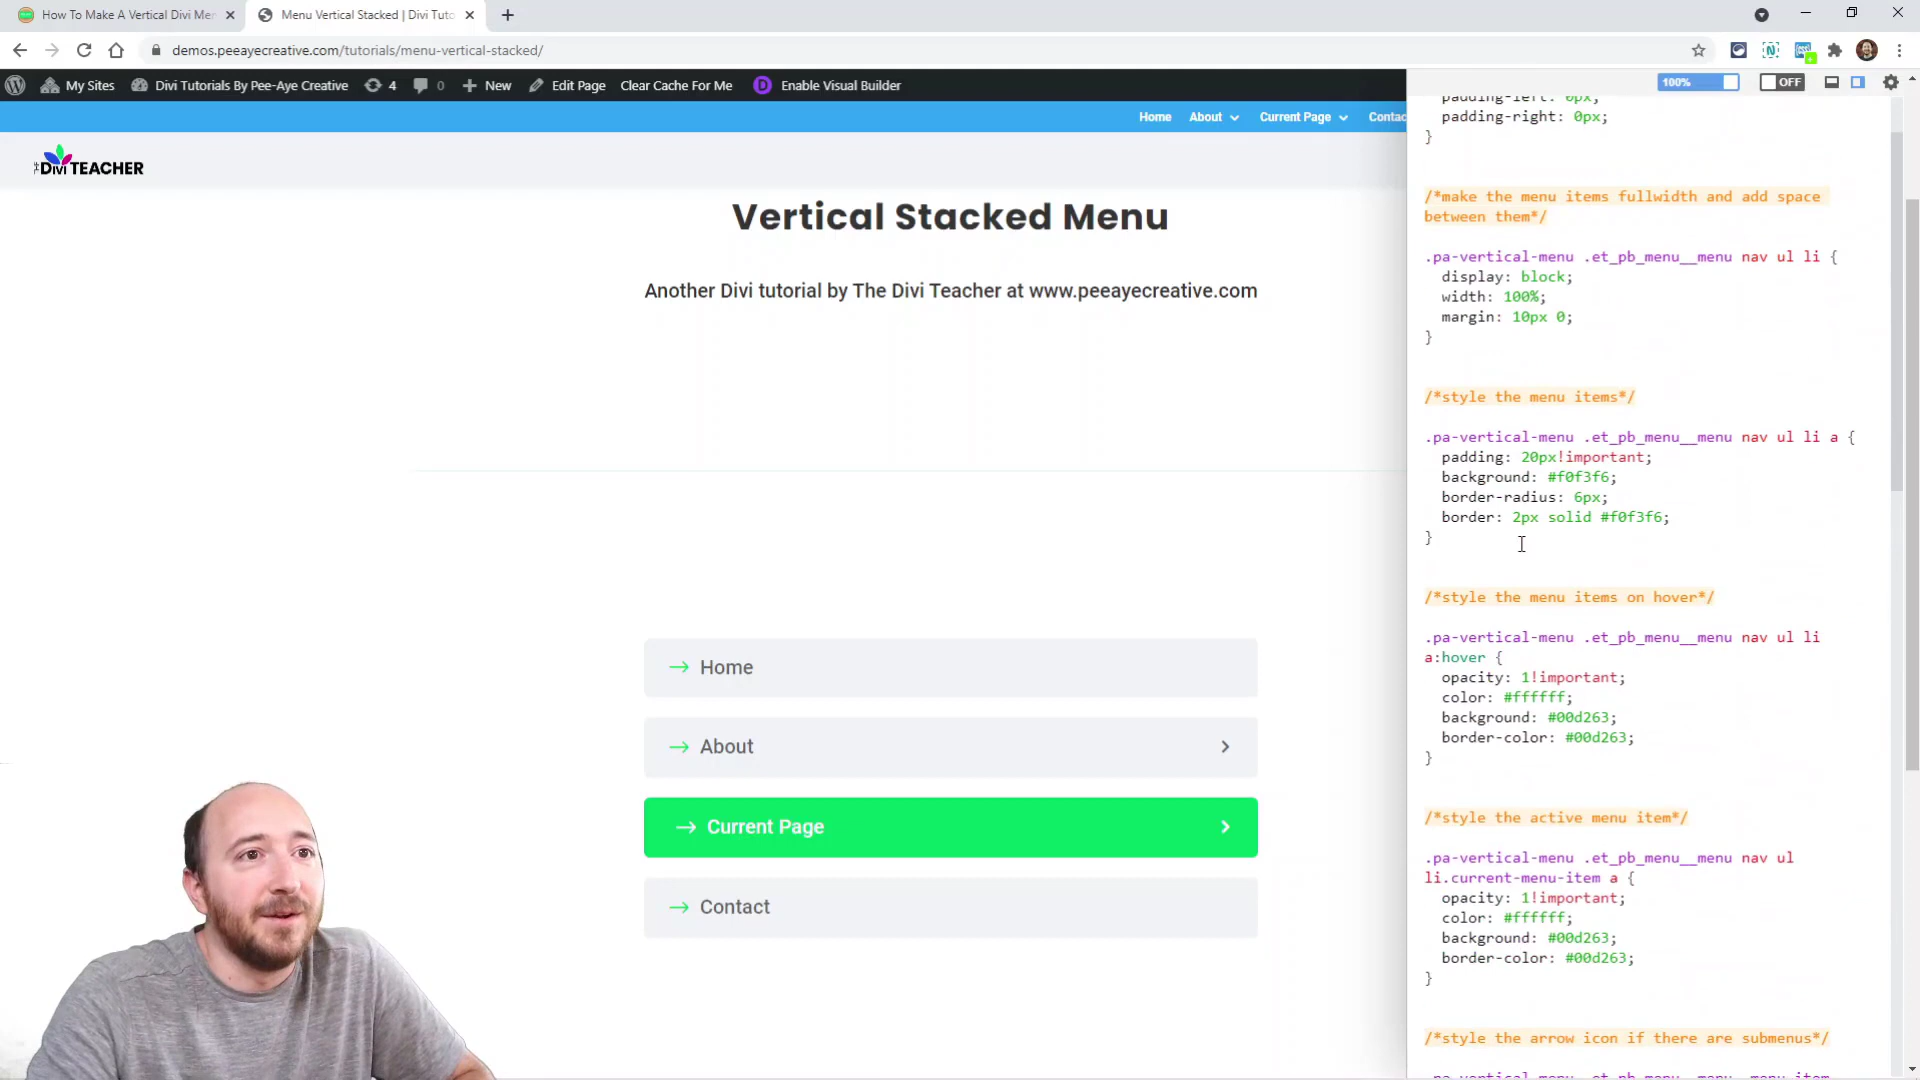 How To Make A Vertical Divi Men
Menu Vertical Stacked | Divi Tuto
demos.peeayecreative.com/tutorials/menu-vertical-stacked/
My Sites Divi Tutorials By Pee-Aye Creative 4 0 New Edit Page Clear Cache For Me Enable Visual Builder
100% OFF
Home About Current Page Contac
DIVI TEACHER
Vertical Stacked Menu
Another Divi tutorial by The Divi Teacher at www.peeayecreative.com
Home
About
Current Page
Contact
padding-left: 0px;
padding-right: 0px;
}
/*make the menu items fullwidth and add space
between them*/
.pa-vertical-menu .et_pb_menu__menu nav ul li {
display: block;
width: 100%;
margin: 10px 0;
}
/*style the menu items*/
.pa-vertical-menu .et_pb_menu__menu nav ul li a {
padding: 20px!important;
background: #f0f3f6;
border-radius: 6px;
border: 2px solid #f0f3f6;
}
/*style the menu items on hover*/
.pa-vertical-menu .et_pb_menu__menu nav ul li
a:hover {
opacity: 1!important;
color: #ffffff;
background: #00d263;
border-color: #00d263;
}
/*style the active menu item*/
.pa-vertical-menu .et_pb_menu__menu nav ul
li.current-menu-item a {
opacity: 1!important;
color: #ffffff;
background: #00d263;
border-color: #00d263;
}
/*style the arrow icon if there are submenus*/